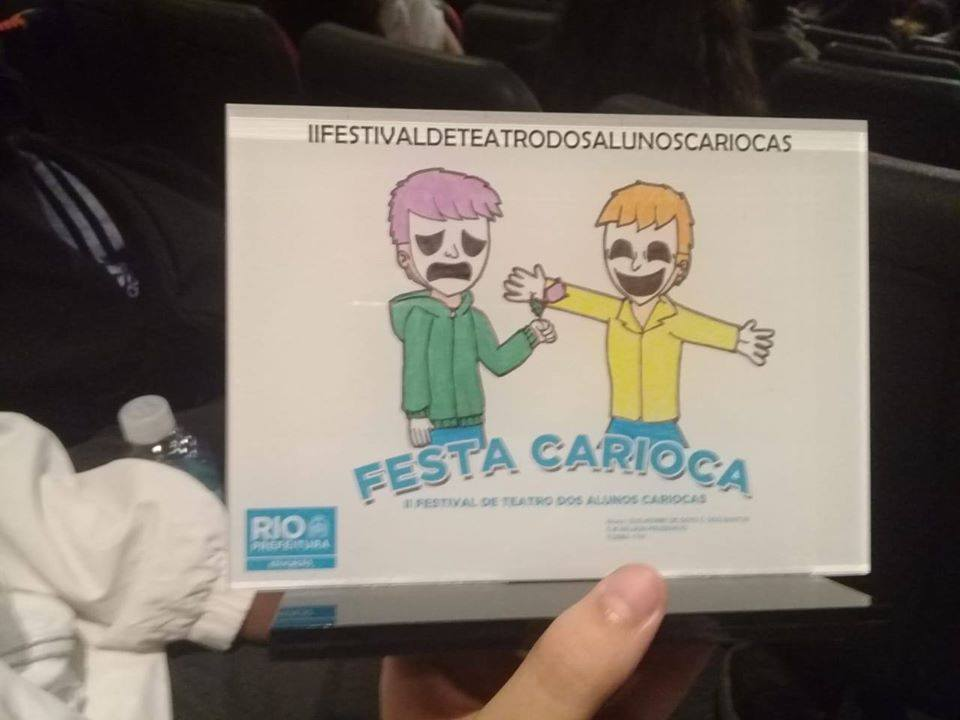 IIFESTIVALDETEATRODOSALUNOSCARIOCAS
FESTA CARIOCA
II FESTIVAL DE TEATRO DOS ALUNOS CARIOCAS
RIO
PREFEITURA